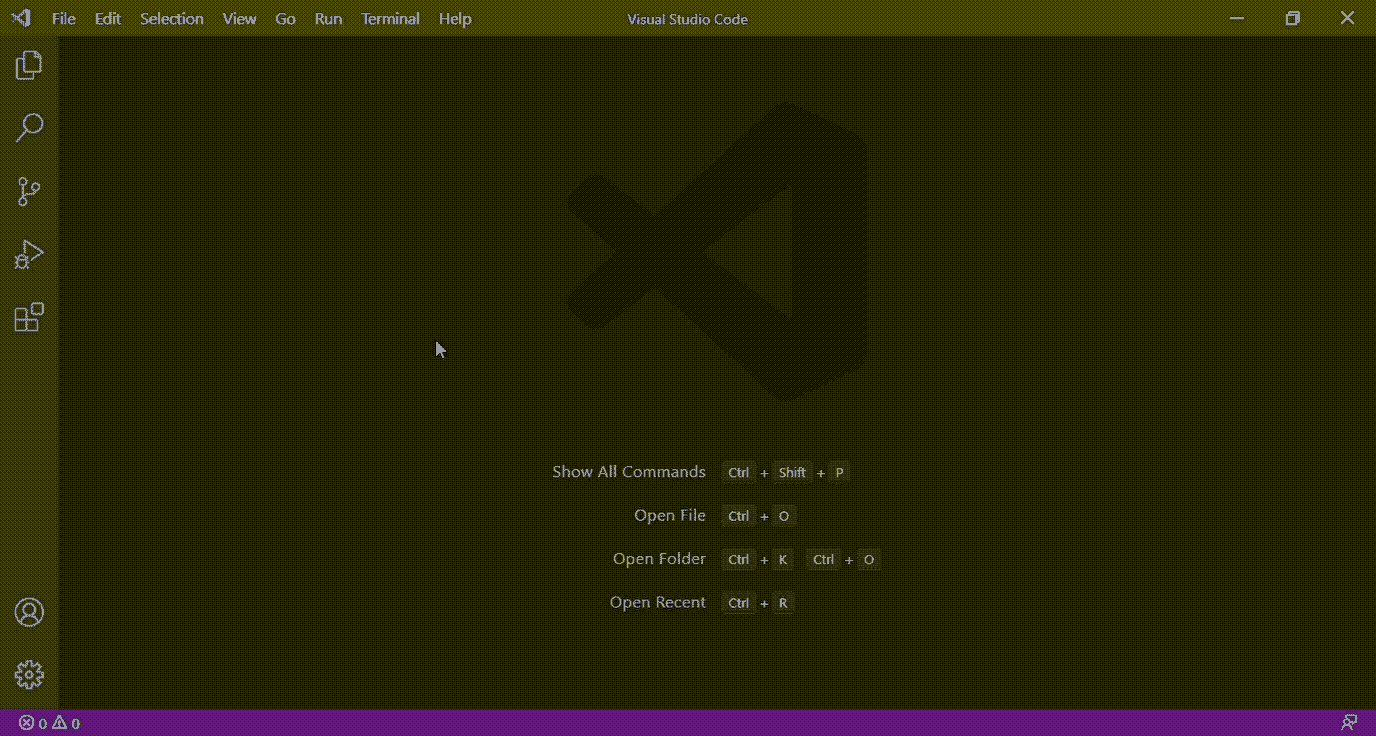 File Edit Selection View Go Run Terminal Help Visual Studio Code
Show All Commands Ctrl + Shift + P
Open File Ctrl + O
Open Folder Ctrl + K Ctrl + O
Open Recent Ctrl + R
0 0